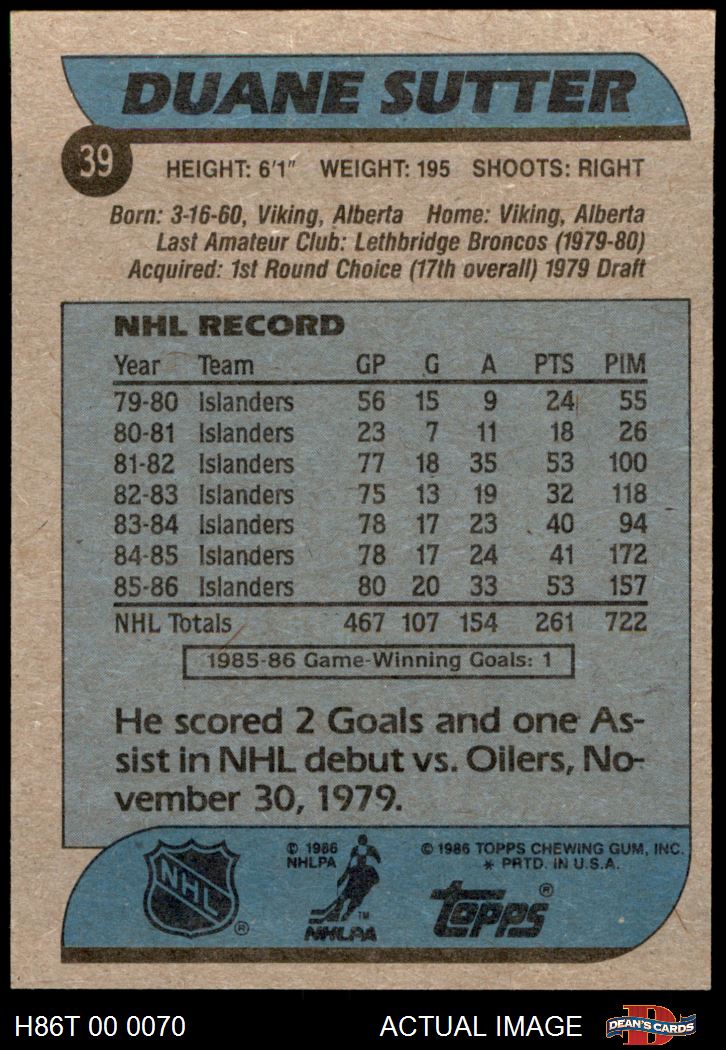 DUANE SUTTER
39
HEIGHT: 6'1" WEIGHT: 195 SHOOTS: RIGHT
Born: 3-16-60, Viking, Alberta Home: Viking, Alberta
Last Amateur Club: Lethbridge Broncos (1979-80)
Acquired: 1st Round Choice (17th overall) 1979 Draft
NHL RECORD
Year Team GP G A PTS PIM
79-80 Islanders 56 15 9 24 55
80-81 Islanders 23 7 11 18 26
81-82 Islanders 77 18 35 53 100
82-83 Islanders 75 13 19 32 118
83-84 Islanders 78 17 23 40 94
84-85 Islanders 78 17 24 41 172
85-86 Islanders 80 20 33 53 157
NHL Totals 467 107 154 261 722
1985-86 Game-Winning Goals: 1
He scored 2 Goals and one As-
sist in NHL debut vs. Oilers, No-
vember 30, 1979.
NHL ®
© 1986
NHLPA
TM
NHLPA
© 1986 TOPPS CHEWING GUM, INC.
* PRTD. IN U.S.A.
topps ®
H86T 00 0070 ACTUAL IMAGE
D
DEAN'S CARDS